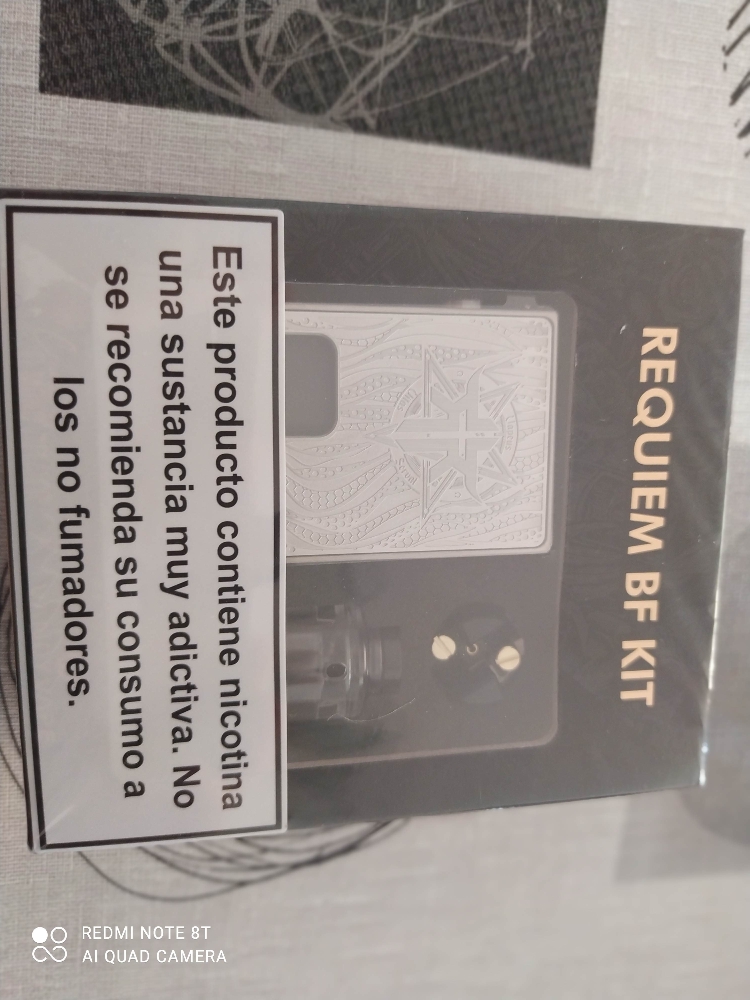 REQUIEM BF KIT
Este producto contiene nicotina
una sustancia muy adictiva. No
se recomienda su consumo a
los no fumadores.
REDMI NOTE 8T
AI QUAD CAMERA